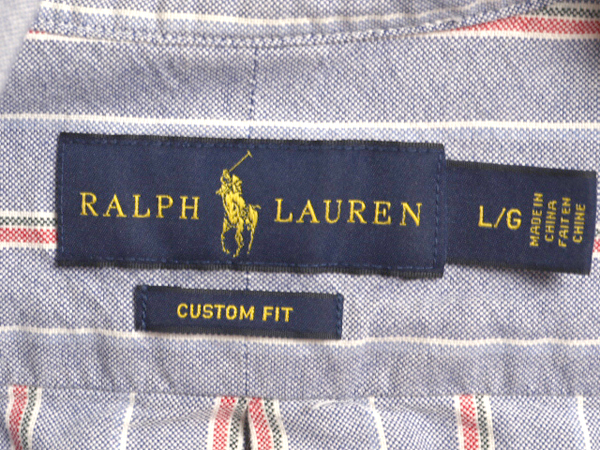 RALPH LAUREN
L/G
MADE IN
CHINA
FAIT EN
CHINE
CUSTOM FIT